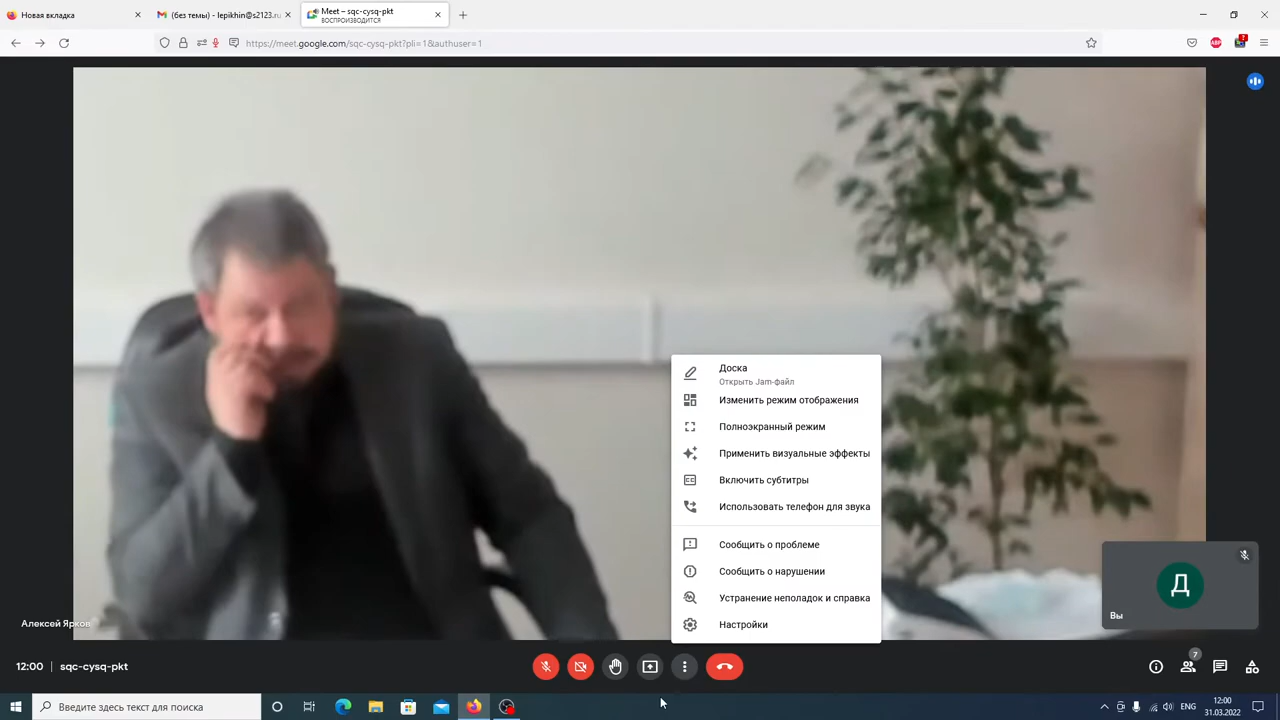 Новая вкладка
(без темы) - lepikhin@s2123.ru
Meet – sqc-cysq-pkt
ВОСПРОИЗВОДИТСЯ
https://meet.google.com/sqc-cysq-pkt?pli=1&authuser=1
ABP
?
Доска
Открыть Jam-файл
Изменить режим отображения
Полноэкранный режим
Применить визуальные эффекты
CC
Включить субтитры
Использовать телефон для звука
Сообщить о проблеме
Сообщить о нарушении
Устранение неполадок и справка
Настройки
Д
Вы
Алексей Ярков
12:00 | sqc-cysq-pkt
7
Введите здесь текст для поиска
ENG
12:00
31.03.2022